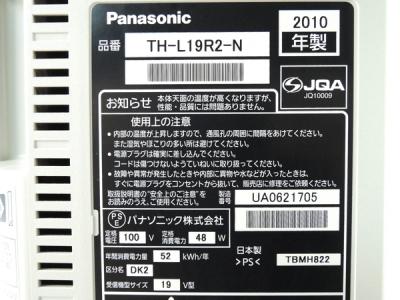 Panasonic
品番 TH-L19R2-N
2010
年製
JQA
JQ10009
お知らせ 本体天面の温度が高くなりますが、
性能・品質には問題ありません。
使用上の注意
• 内部の温度が上昇しますので、通風孔の周囲に間隔をあけてください。
また湿気やほこりの多い所は避けてください。
• 電源プラグは確実に差し込んでください。
コードは傷つけないようていねいに取り扱ってください。
• 故障や異常が発生したときや内部に異物や水などが入ったときは、
すぐに電源プラグをコンセントから抜いて、販売店に修理をご依頼ください。
取扱説明書の"安全上のご注意"を
お読みのうえ、ご使用ください。
製造番号 UA0621705
PSE パナソニック株式会社
定格電圧 100 V 定格消費電力 48 W
年間消費電力量 52 kWh/年
区分名 DK2
受信機型サイズ 19 V型
日本製
>PS<
TBMH822